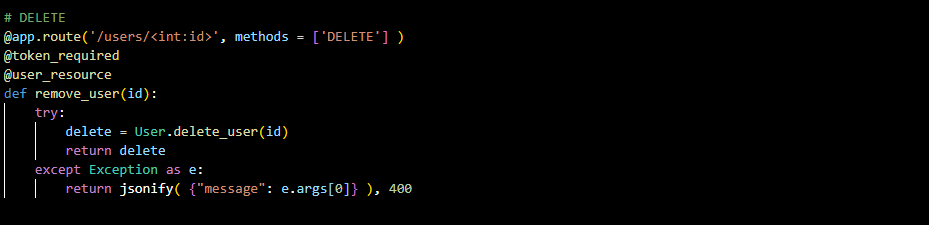 # DELETE
@app.route('/users/<int:id>', methods = ['DELETE'] )
@token_required
@user_resource
def remove_user(id):
    try:
        delete = User.delete_user(id)
        return delete
    except Exception as e:
        return jsonify( {"message": e.args[0]} ), 400